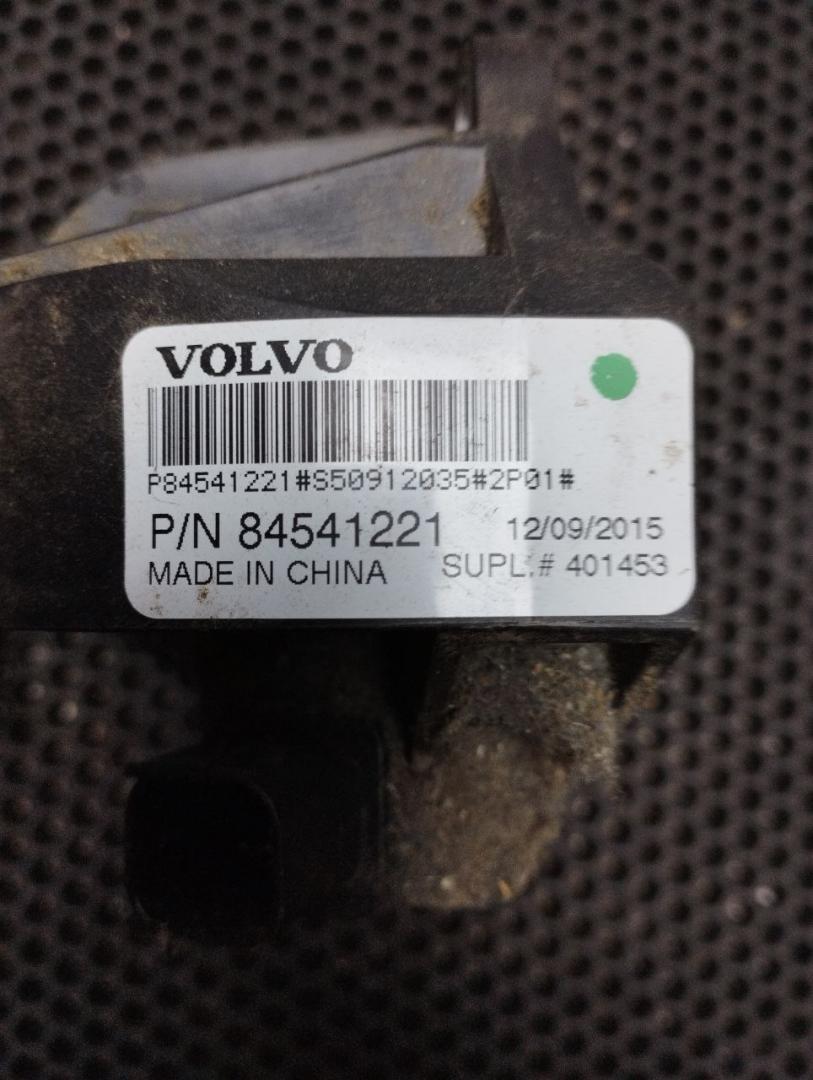 VOLVO
P84541221#S50912035#2P01#
P/N 84541221 12/09/2015
MADE IN CHINA SUPL.# 401453